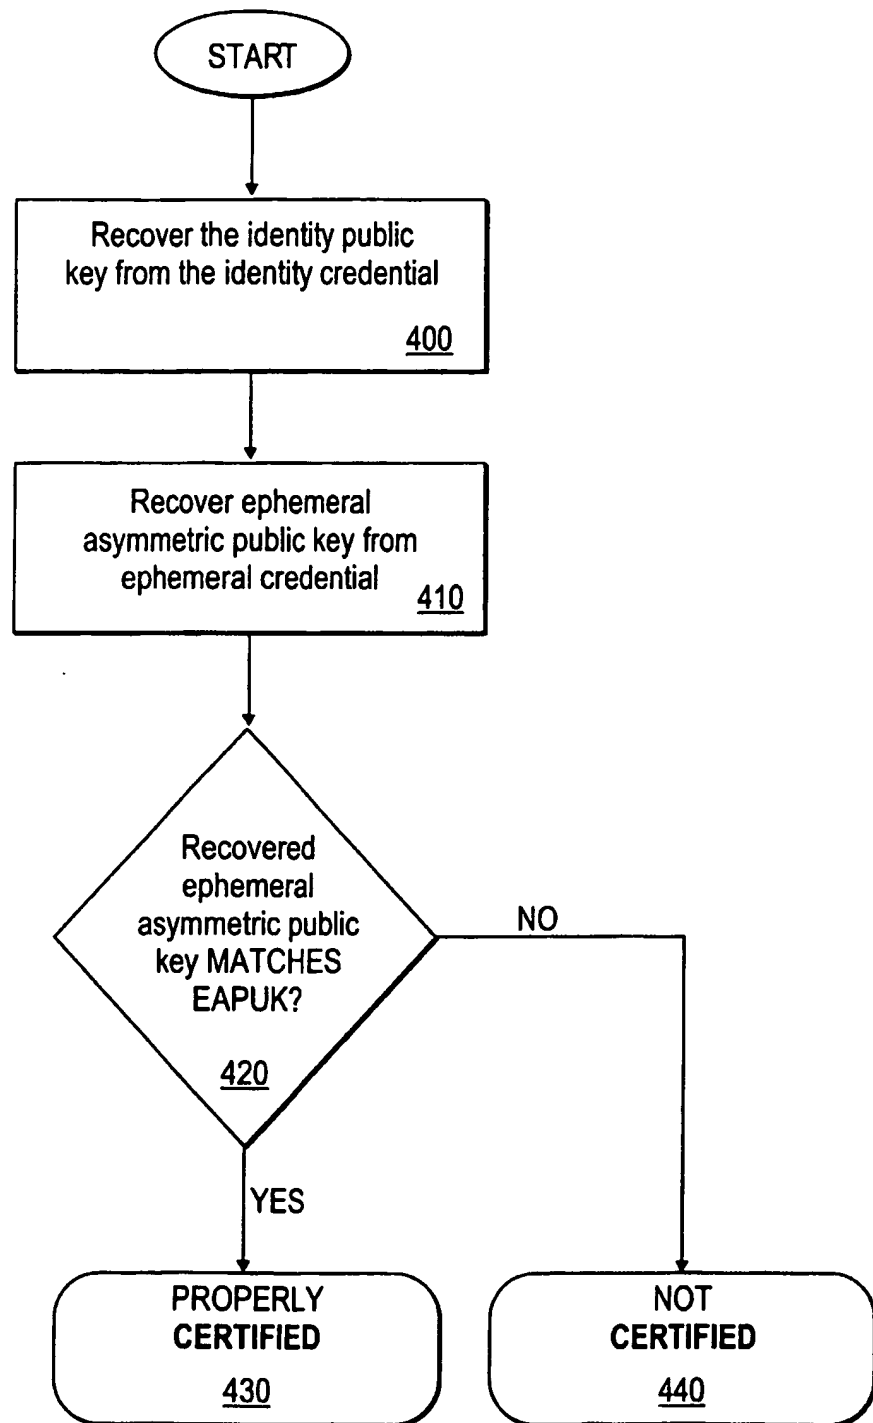 START
Recover the identity public
key from the identity credential
400
Recover ephemeral
asymmetric public key from
ephemeral credential
410
Recovered
ephemeral
asymmetric public
key MATCHES
EAPUK?
420
NO
YES
PROPERLY
CERTIFIED
430
NOT
CERTIFIED
440